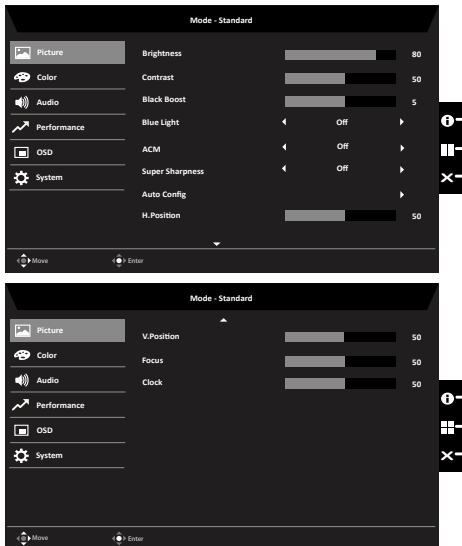 Mode - Standard
Picture
Color
Audio
Performance
OSD
System
Brightness 80
Contrast 50
Black Boost 5
Blue Light Off
ACM Off
Super Sharpness Off
Auto Config
H.Position 50
Move Enter
Mode - Standard
Picture
Color
Audio
Performance
OSD
System
V.Position 50
Focus 50
Clock 50
Move Enter